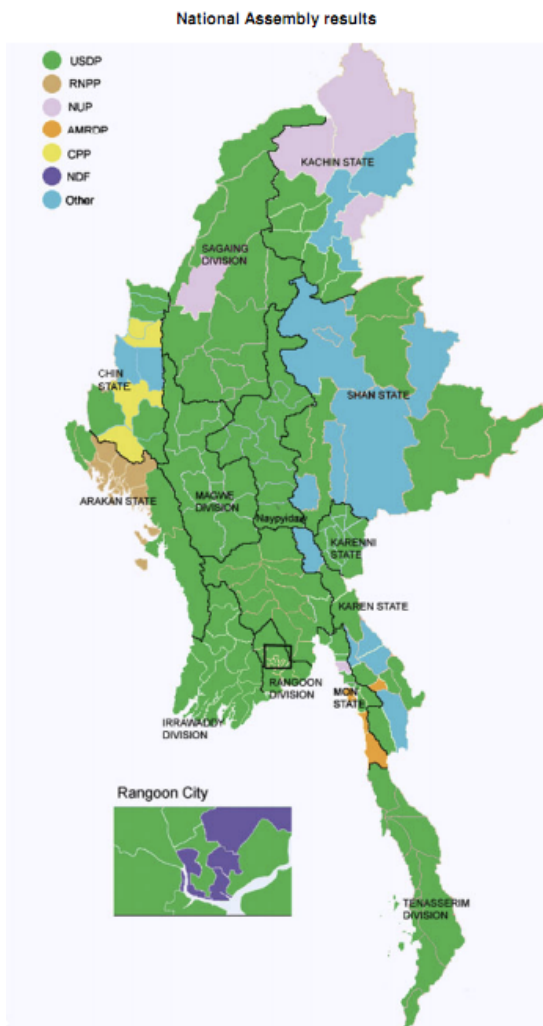 National Assembly results
USDP
RNPP
NUP
AMRDP
CPP
NDF
Other
KACHIN STATE
SAGAING
DIVISION
CHIN
STATE
SHAN STATE
ARAKAN STATE
MAGWE
DIVISION
Naypyidaw
KARENNI
STATE
KAREN STATE
RANGOON
DIVISION
MON
STATE
IRRAWADDY
DIVISION
Rangoon City
TENASSERIM
DIVISION